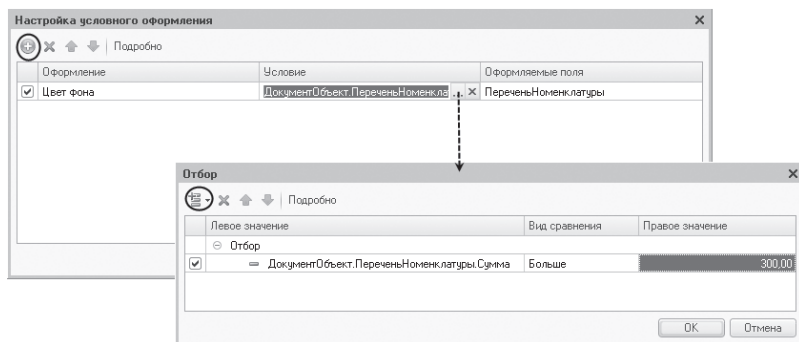 Настройка условного оформления
Подробно
Оформление Условие Оформляемые поля
Цвет фона ДокументОбъект.ПереченьНоменкла ... ПереченьНоменклатуры
Отбор
Подробно
Левое значение Вид сравнения Правое значение
Отбор
ДокументОбъект.ПереченьНоменклатуры.Сумма Больше 300,00
OK Отмена